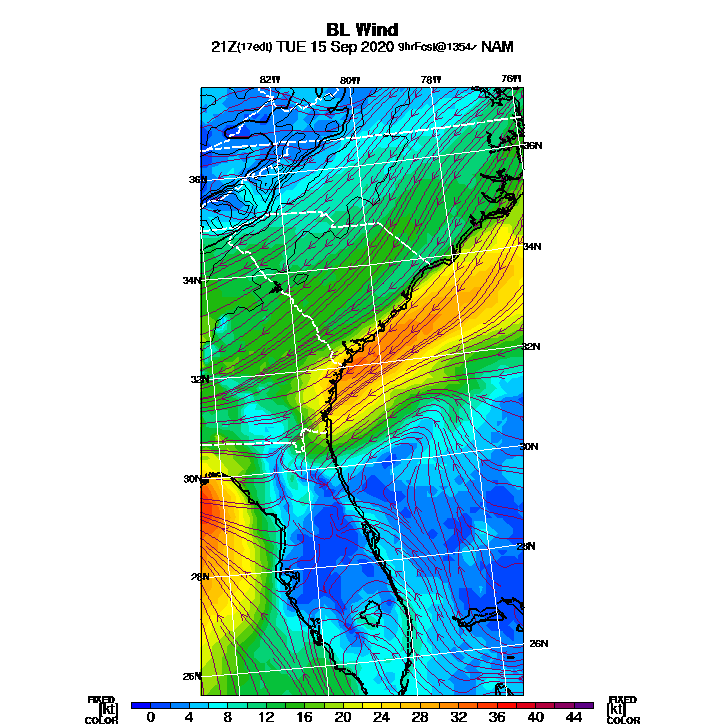 BL Wind
21Z(17edt) TUE 15 Sep 2020 9hrFcst@1354z NAM
82W 80W 78W 76W
36N
36N
34N
34N
32N
32N
30N
30N
28N
28N
26N
26N
FIXED FIXED
[kt] 0 4 8 12 16 20 24 28 32 36 40 44 [kt]
COLOR COLOR